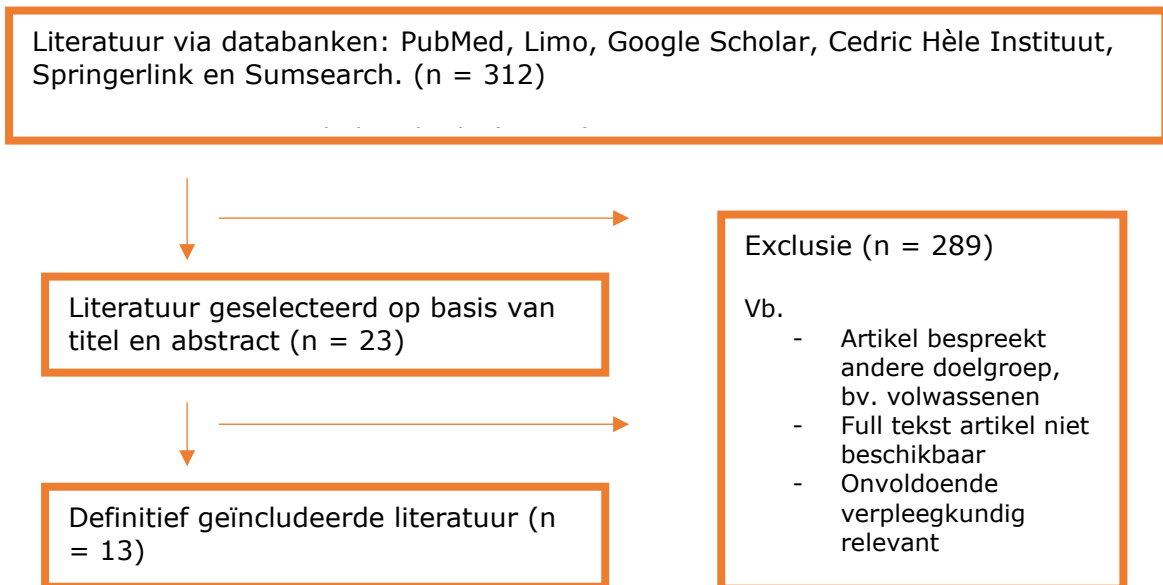 Literatuur via databanken: PubMed, Limo, Google Scholar, Cedric Hèle Instituut,
Springerlink en Sumsearch. (n = 312)
Literatuur geselecteerd op basis van
titel en abstract (n = 23)
Definitief geïncludeerde literatuur (n
= 13)
Exclusie (n = 289)
Vb.
- Artikel bespreekt
andere doelgroep,
bv. volwassenen
- Full tekst artikel niet
beschikbaar
- Onvoldoende
verpleegkundig
relevant